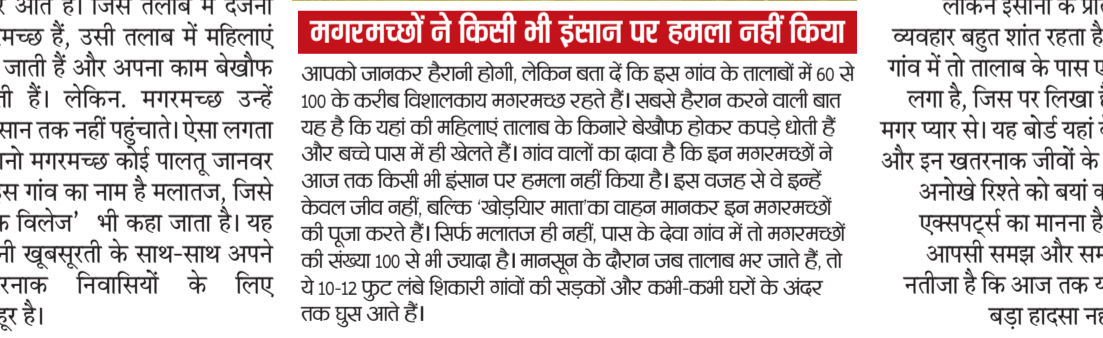 आते हैं। जिस तालाब में दर्जनों
हैं, उसी तालाब में महिलाएं
जाती हैं और अपना काम बेखौफ
हैं। लेकिन. मगरमच्छ उन्हें
तक नहीं पहुंचाते। ऐसा लगता
मगरमच्छ कोई पालतू जानवर
गांव का नाम है मलातज, जिसे
विलेज' भी कहा जाता है। यह
खूबसूरती के साथ-साथ अपने
निवासियों के लिए
है।
मगरमच्छों ने किसी भी इंसान पर हमला नहीं किया
आपको जानकर हैरानी होगी, लेकिन बता दें कि इस गांव के तालाबों में 60 से
100 के करीब विशालकाय मगरमच्छ रहते हैं। सबसे हैरान करने वाली बात
यह है कि यहां की महिलाएं तालाब के किनारे बेखौफ होकर कपड़े धोती हैं
और बच्चे पास में ही खेलते हैं। गांव वालों का दावा है कि इन मगरमच्छों ने
आज तक किसी भी इंसान पर हमला नहीं किया है। इस वजह से वे इन्हें
केवल जीव नहीं, बल्कि 'खोड़ियार माता'का वाहन मानकर इन मगरमच्छों
की पूजा करते हैं। सिर्फ मलातज ही नहीं, पास के देवा गांव में तो मगरमच्छों
की संख्या 100 से भी ज्यादा है। मानसून के दौरान जब तालाब भर जाते हैं, तो
ये 10-12 फुट लंबे शिकारी गांवों की सड़कों और कभी-कभी घरों के अंदर
तक घुस आते हैं।
लेकिन इंसानों के
व्यवहार बहुत शांत रहता है
गांव में तो तालाब के पास
लगा है, जिस पर लिखा
मगर प्यार से। यह बोर्ड यहां
और इन खतरनाक जीवों के
अनोखे रिश्ते को बयां
एक्सपर्ट्स का मानना है
आपसी समझ और
नतीजा है कि आज तक
बड़ा हादसा